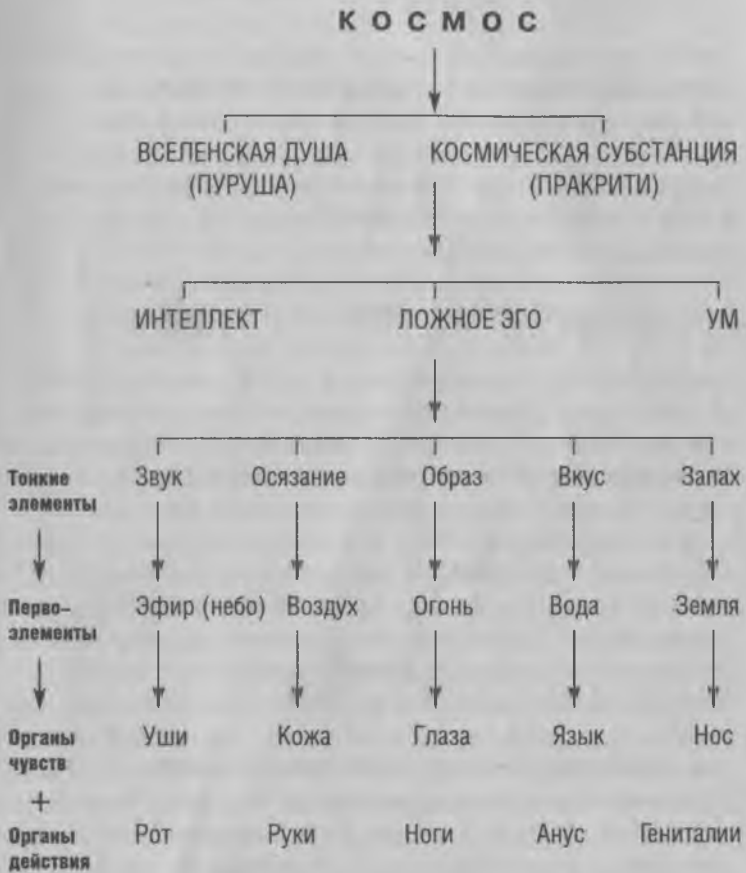 КОСМОС
ВСЕЛЕНСКАЯ ДУША КОСМИЧЕСКАЯ СУБСТАНЦИЯ
(ПУРУША) (ПРАКРИТИ)
ИНТЕЛЛЕКТ ЛОЖНОЕ ЭГО УМ
Тонкие Звук Осязание Образ Вкус Запах
элементы
Перво– Эфир (небо) Воздух Огонь Вода Земля
элементы
Органы Уши Кожа Глаза Язык Нос
чувств
+
Органы Рот Руки Ноги Анус Гениталии
действия